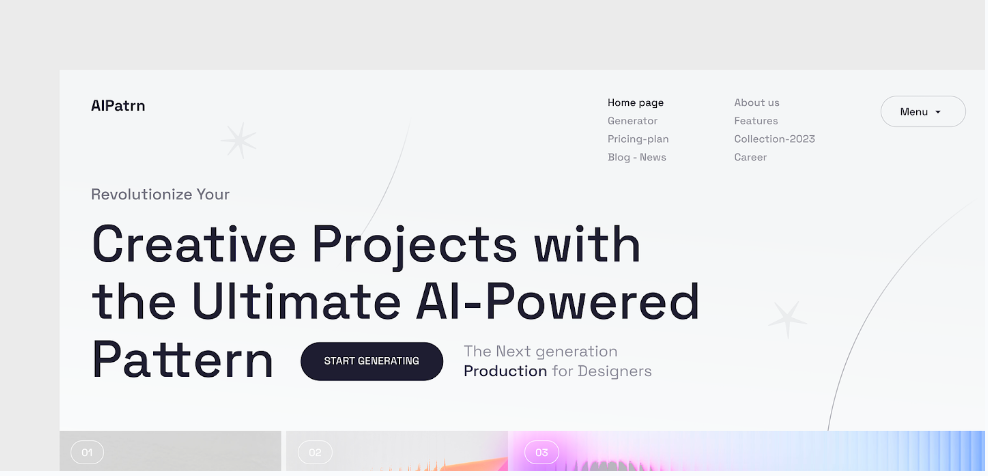 AIPatrn
Home page
Generator
Pricing-plan
Blog - News
About us
Features
Collection-2023
Career
Menu
Revolutionize Your
Creative Projects with
the Ultimate AI-Powered
Pattern
START GENERATING
The Next generation
Production for Designers
01
02
03